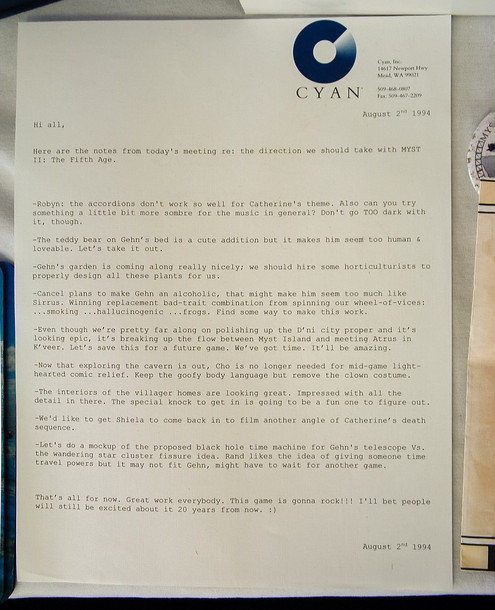 CYAN
Cyan, Inc.
14617 Newport Hwy
Mead, WA 99021
509-468-0807
Fax 509-467-2209
August 2nd 1994
Hi all,
Here are the notes from today's meeting re: the direction we should take with MYST
II: The Fifth Age.
-Robyn: the accordions don't work so well for Catherine's theme. Also can you try
something a little bit more sombre for the music in general? Don't go TOO dark with
it, though.
-The teddy bear on Gehn's bed is a cute addition but it makes him seem too human &
loveable. Let's take it out.
-Gehn's garden is coming along really nicely; we should hire some horticulturists to
properly design all these plants for us.
-Cancel plans to make Gehn an alcoholic, that might make him seem too much like
Sirrus. Winning replacement bad-trait combination from spinning our wheel-of-vices:
...smoking ...hallucinogenic ...frogs. Find some way to make this work.
-Even though we're pretty far along on polishing up the D'ni city proper and it's
looking epic, it's breaking up the flow between Myst Island and meeting Atrus in
K'veer. Let's save this for a future game. We've got time. It'll be amazing.
-Now that exploring the cavern is out, Cho is no longer needed for mid-game light-
hearted comic relief. Keep the goofy body language but remove the clown costume.
-The interiors of the villager homes are looking great. Impressed with all the
detail in there. The special knock to get in is going to be a fun one to figure out.
-We'd like to get Shiela to come back in to film another angle of Catherine's death
sequence.
-Let's do a mockup of the proposed black hole time machine for Gehn's telescope Vs.
the wandering star cluster fissure idea. Rand likes the idea of giving someone time
travel powers but it may not fit Gehn, might have to wait for another game.
That's all for now. Great work everybody. This game is gonna rock!!! I'll bet people
will still be excited about it 20 years from now. :)
August 2nd 1994